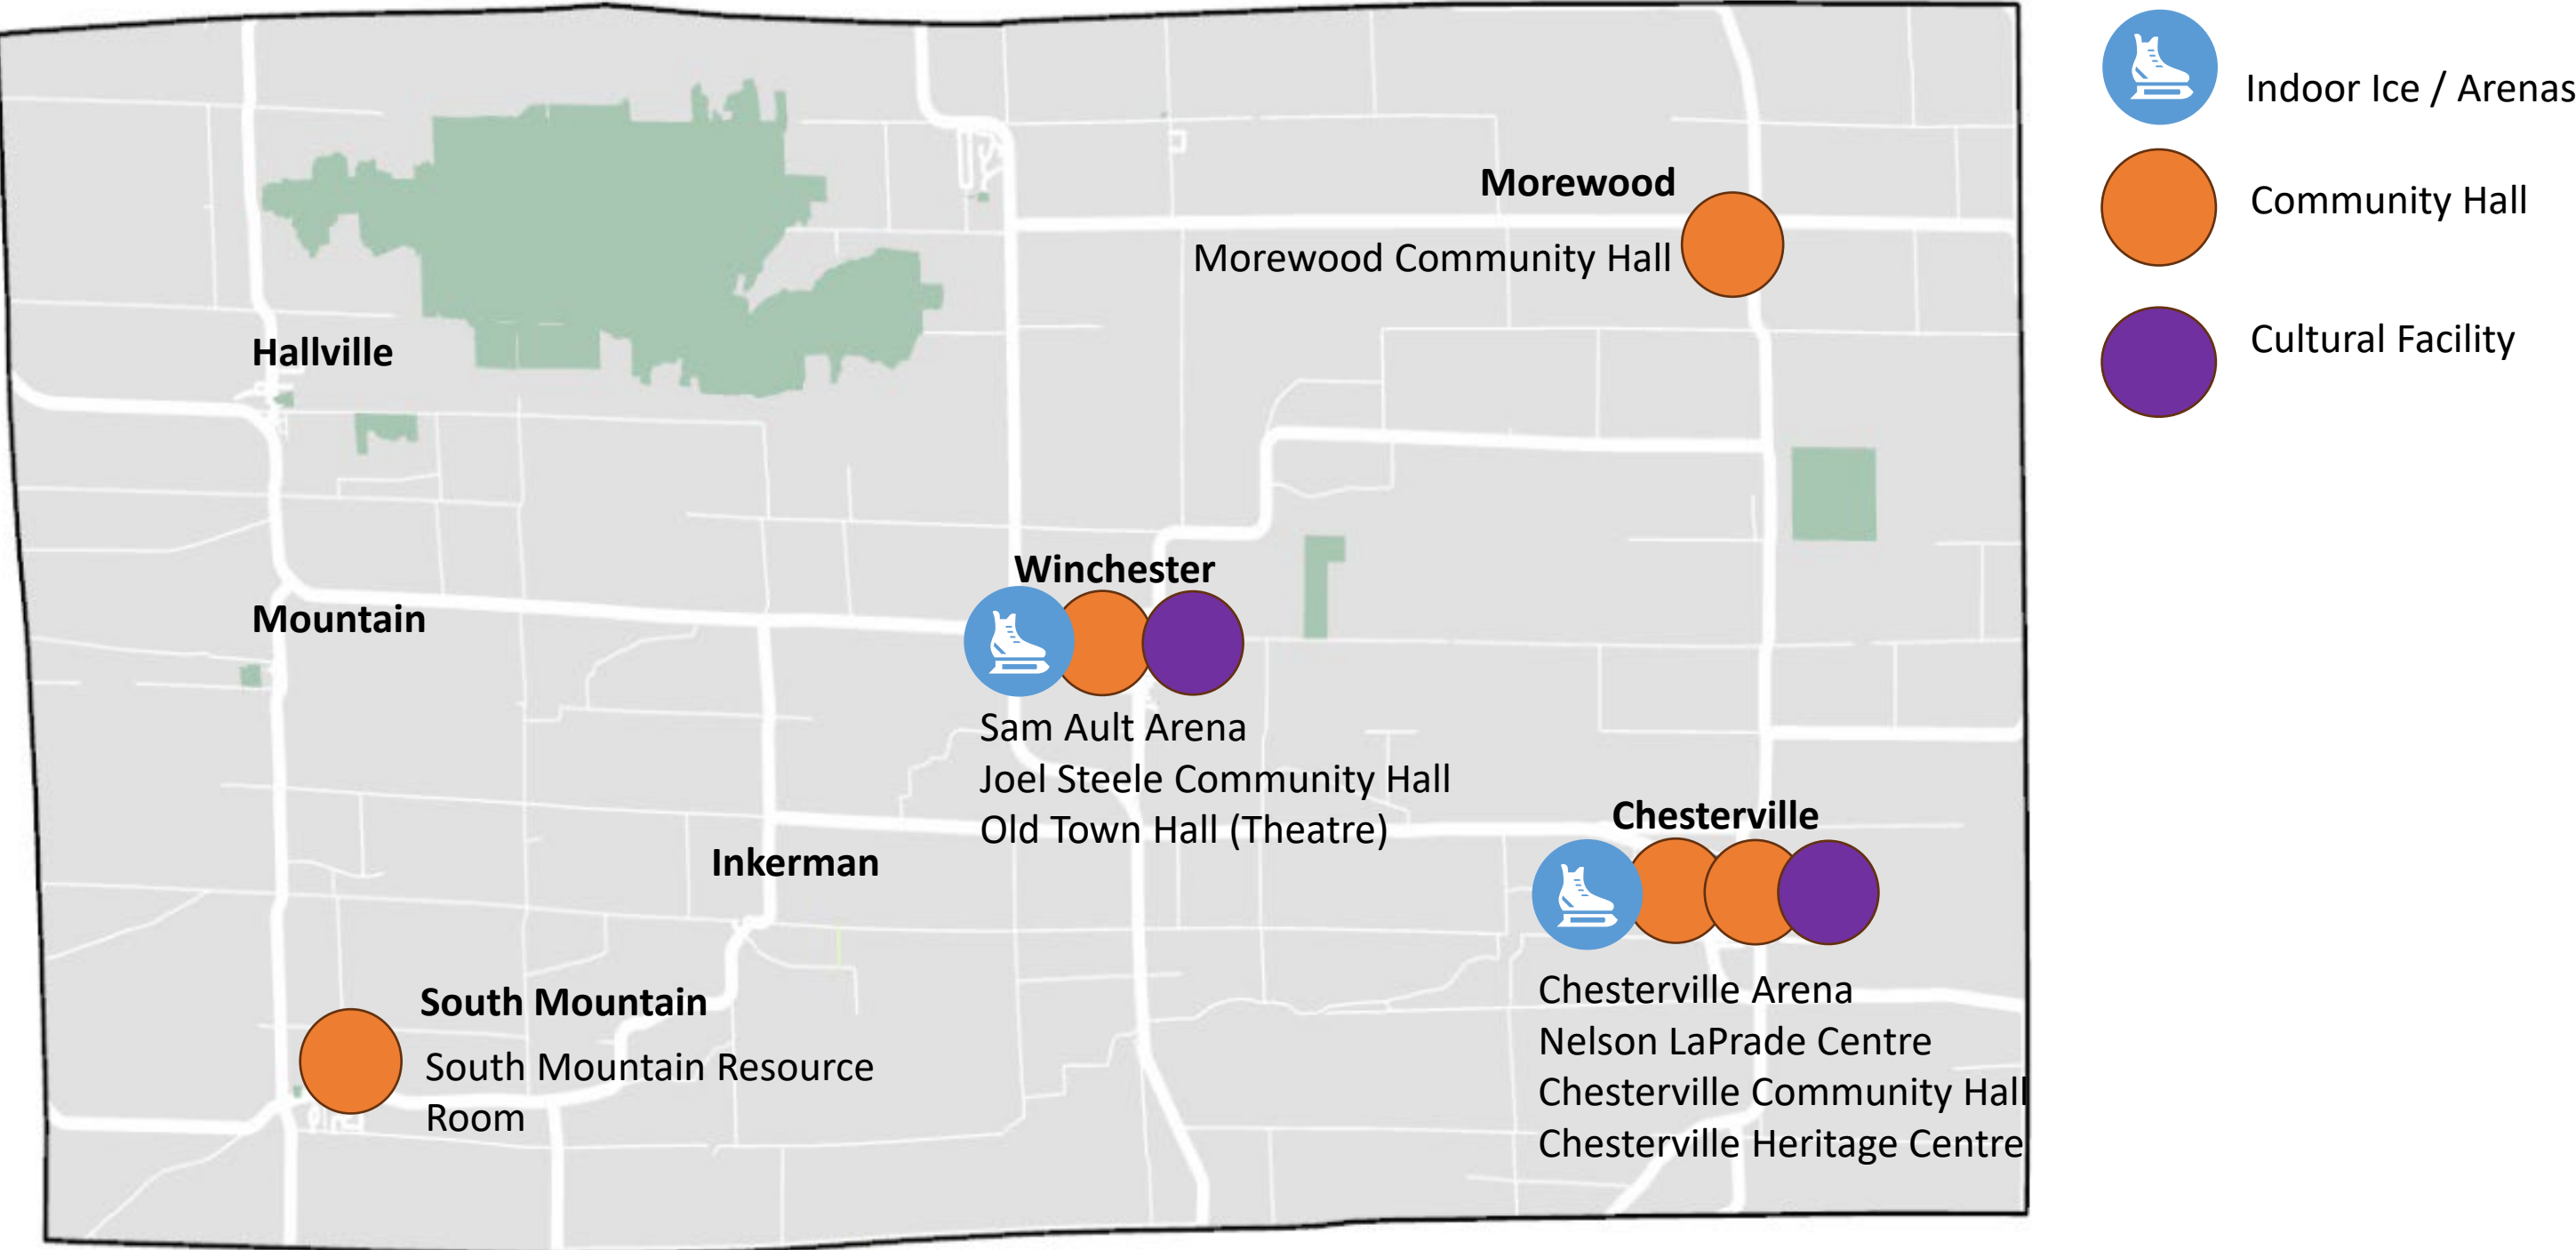 Indoor Ice / Arenas
Community Hall
Cultural Facility
Morewood
Morewood Community Hall
Hallville
Mountain
Winchester
Sam Ault Arena
Joel Steele Community Hall
Old Town Hall (Theatre)
Chesterville
Chesterville Arena
Nelson LaPrade Centre
Chesterville Community Hall
Chesterville Heritage Centre
Inkerman
South Mountain
South Mountain Resource
Room